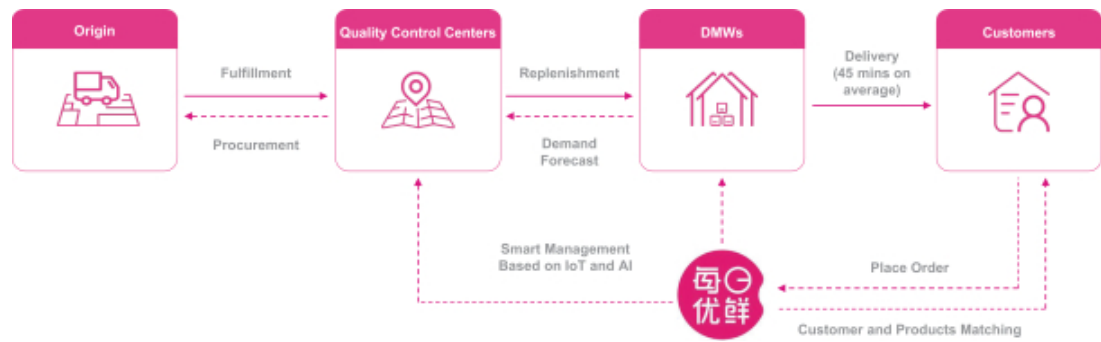 Origin
Quality Control Centers
DMWs
Customers
Fulfillment
Procurement
Replenishment
Demand
Forecast
Delivery
(45 mins on
average)
Smart Management
Based on IoT and AI
每日
优鲜
Place Order
Customer and Products Matching